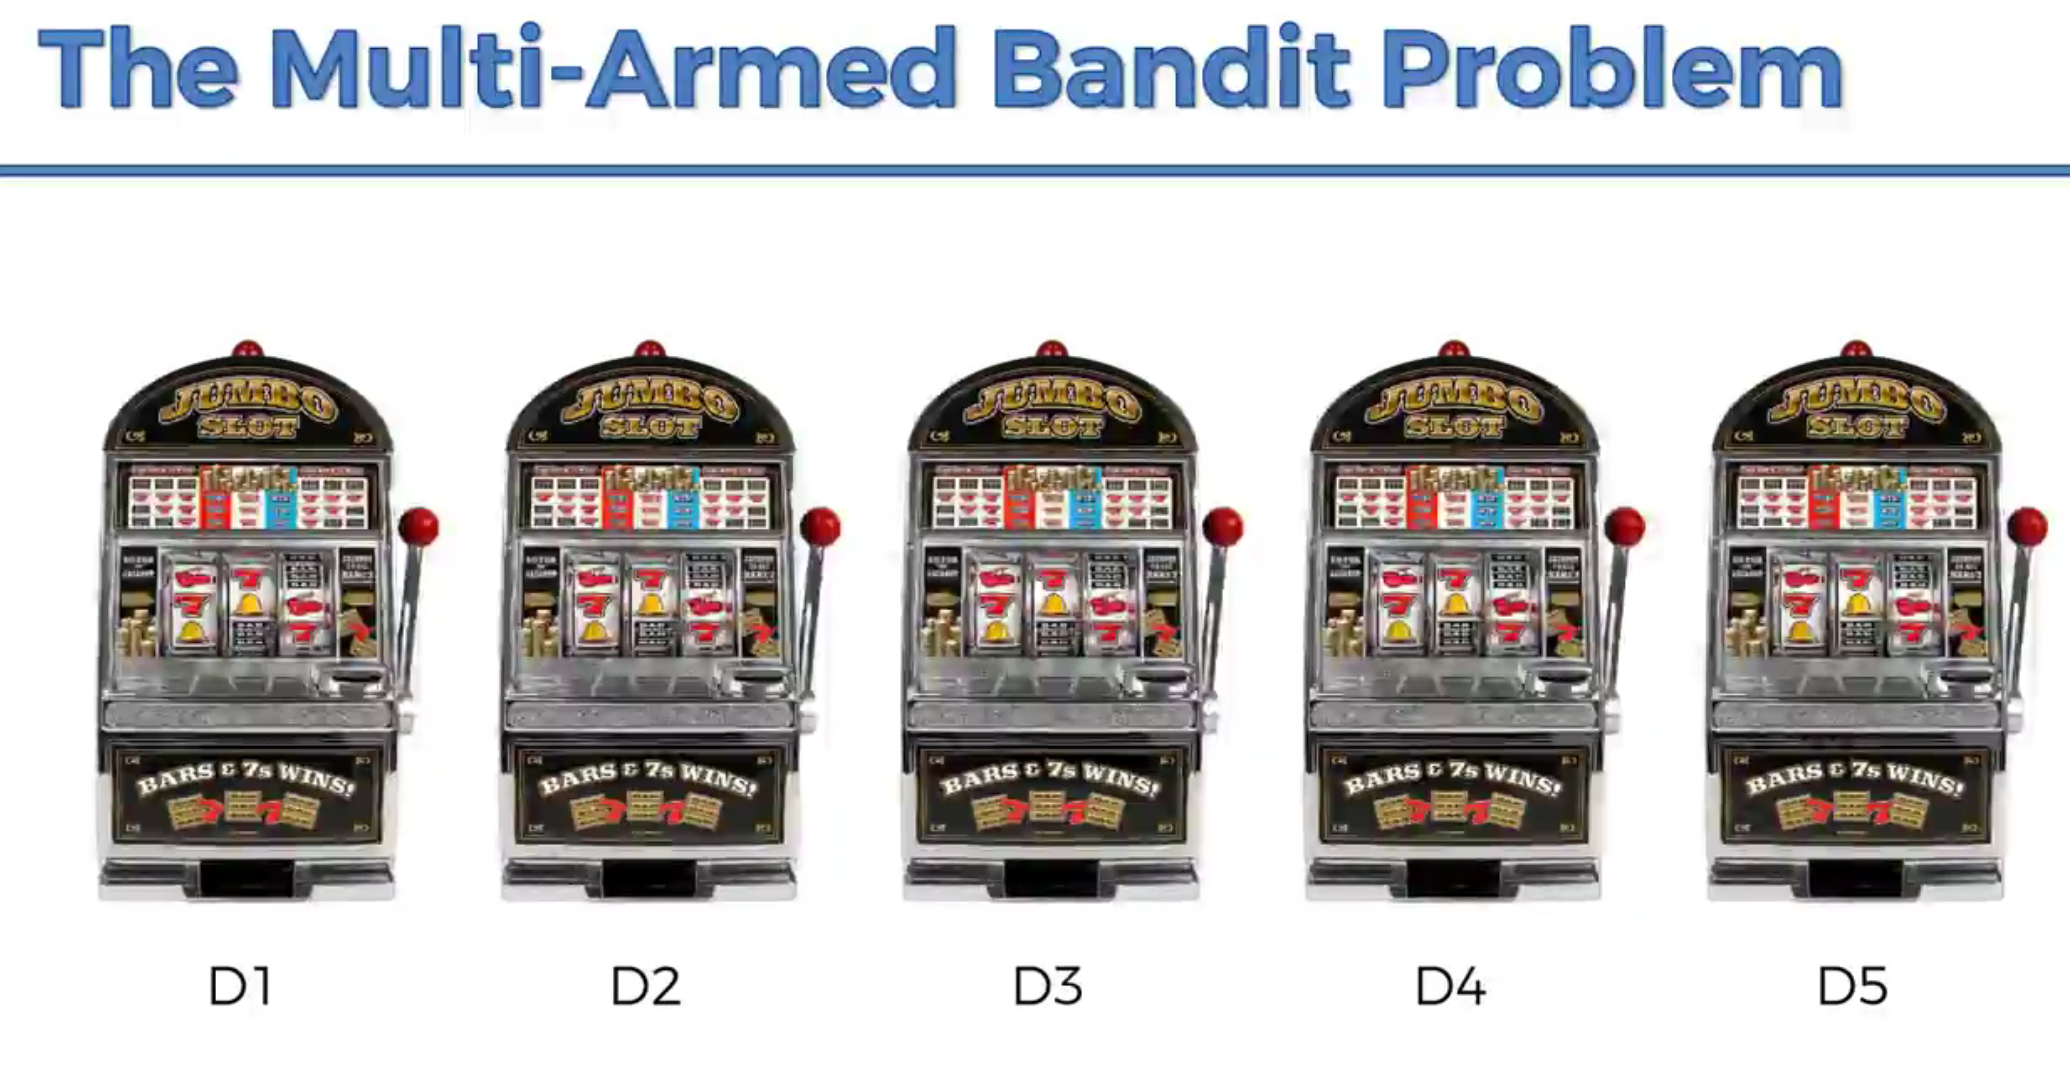 The Multi-Armed Bandit Problem
JUMBO
SLOT
JUMBO
SLOT
JUMBO
SLOT
JUMBO
SLOT
JUMBO
SLOT
BARS & 7s WINS!
BARS & 7s WINS!
BARS & 7s WINS!
BARS & 7s WINS!
BARS & 7s WINS!
D1
D2
D3
D4
D5